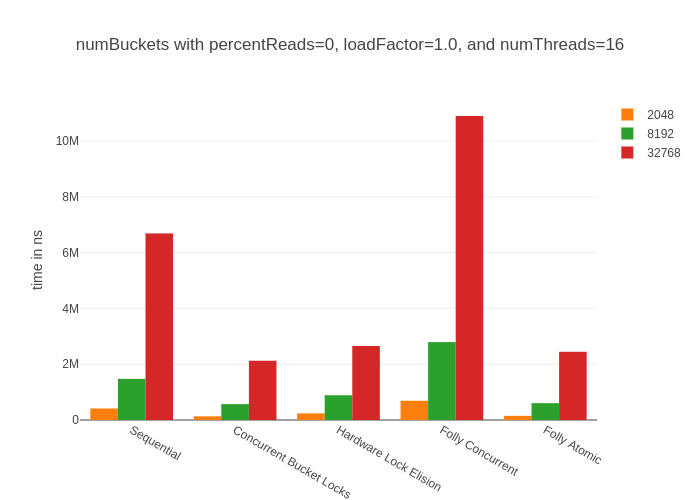 numBuckets with percentReads=0, loadFactor=1.0, and numThreads=16
2048
8192
32768
time in ns
10M
8M
6M
4M
2M
0
Sequential
Concurrent Bucket Locks
Hardware Lock Elision
Folly Concurrent
Folly Atomic